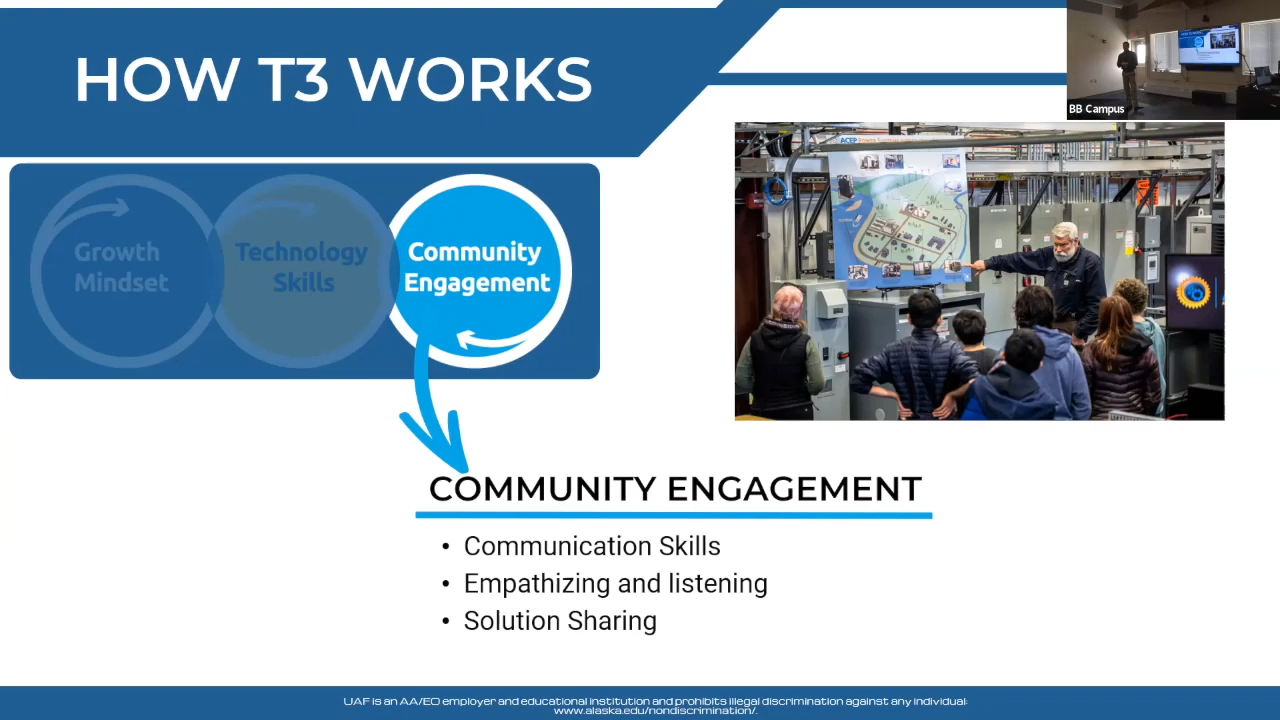 HOW T3 WORKS
BB Campus
Growth
Mindset
Technology
Skills
Community
Engagement
ACEP
COMMUNITY ENGAGEMENT
• Communication Skills
• Empathizing and listening
• Solution Sharing
UAF is an AA/EO employer and educational institution and prohibits illegal discrimination against any individual:
www.alaska.edu/nondiscrimination/.